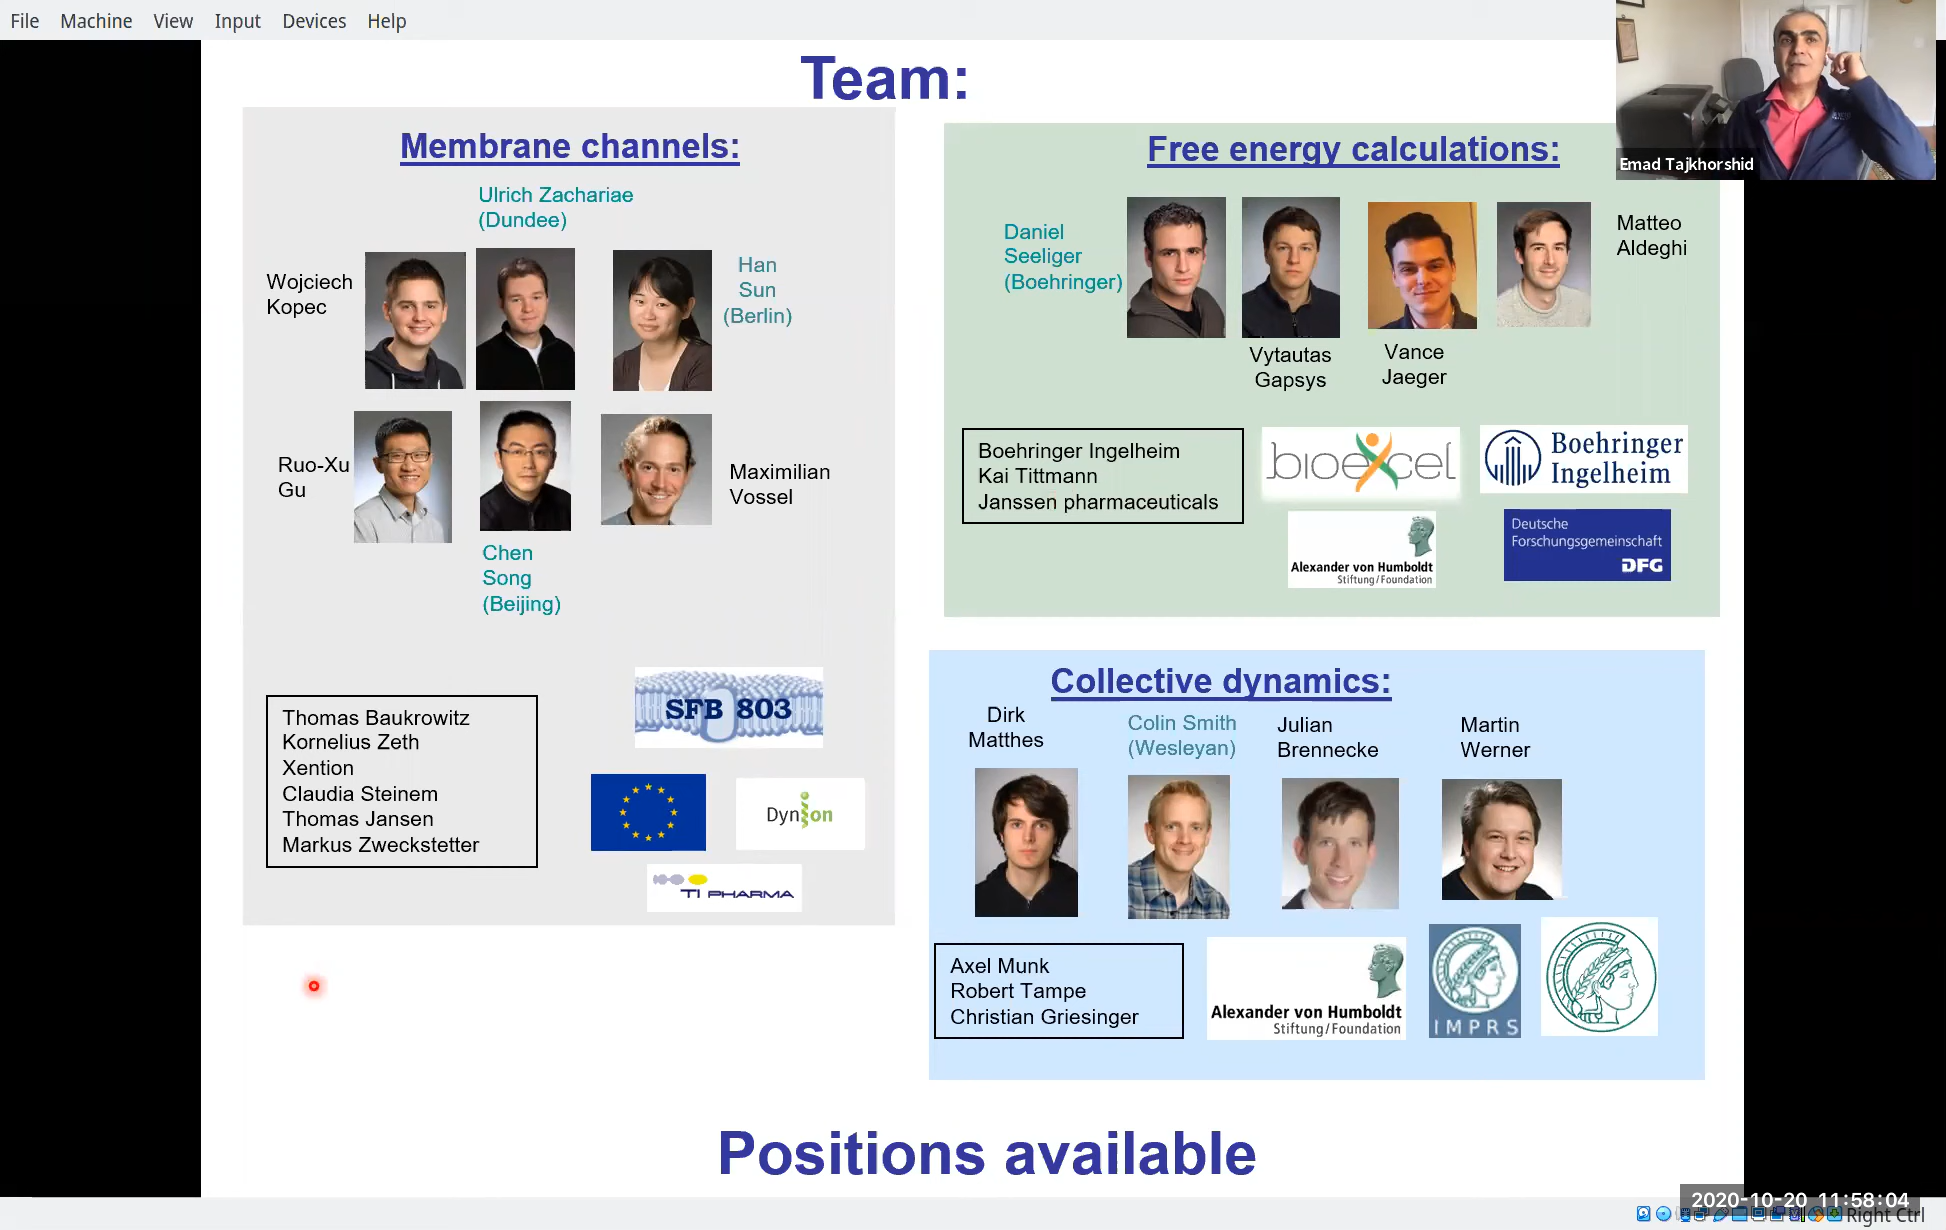 File Machine View Input Devices Help
Team:
Emad Tajkhorshid
Membrane channels:
Ulrich Zachariae
(Dundee)
Wojciech
Kopec
Han
Sun
(Berlin)
Ruo-Xu
Gu
Maximilian
Vossel
Chen
Song
(Beijing)
SFB 803
Thomas Baukrowitz
Kornelius Zeth
Xention
Claudia Steinem
Thomas Jansen
Markus Zweckstetter
Dynion
TI PHARMA
Free energy calculations:
Daniel
Seeliger
(Boehringer)
Matteo
Aldeghi
Vytautas
Gapsys
Vance
Jaeger
Boehringer Ingelheim
Kai Tittmann
Janssen pharmaceuticals
bioexcel
Boehringer
Ingelheim
Alexander von Humboldt
Stiftung/Foundation
Deutsche
Forschungsgemeinschaft
DFG
Collective dynamics:
Dirk
Matthes
Colin Smith
(Wesleyan)
Julian
Brennecke
Martin
Werner
Axel Munk
Robert Tampe
Christian Griesinger
Alexander von Humboldt
Stiftung/Foundation
IMPRS
Positions available
2020-10-20 11:58:04
Right Ctrl